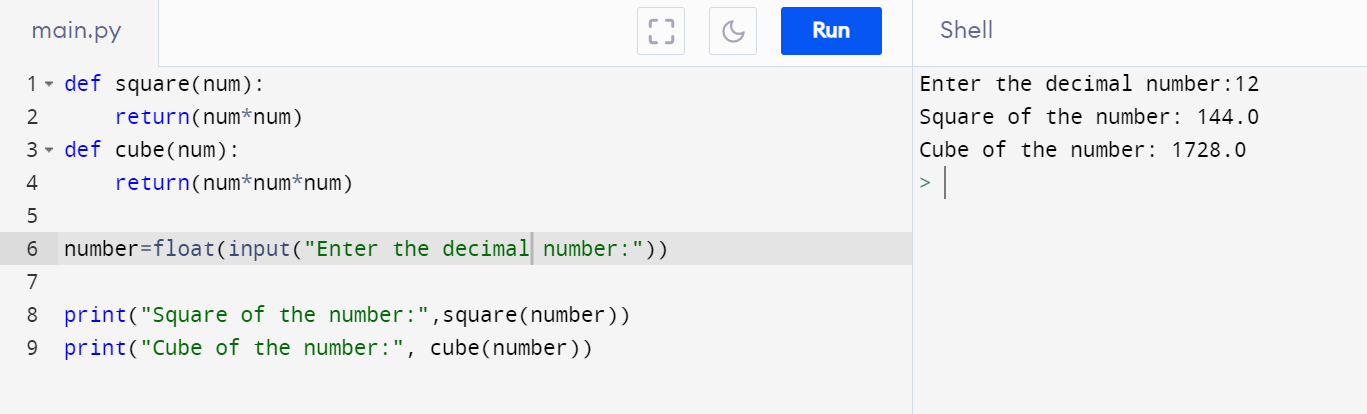 main.py
Run
Shell
1 def square(num):
2     return(num*num)
3 def cube(num):
4     return(num*num*num)
5
6 number=float(input("Enter the decimal number:"))
7
8 print("Square of the number:",square(number))
9 print("Cube of the number:", cube(number))
Enter the decimal number:12
Square of the number: 144.0
Cube of the number: 1728.0
>